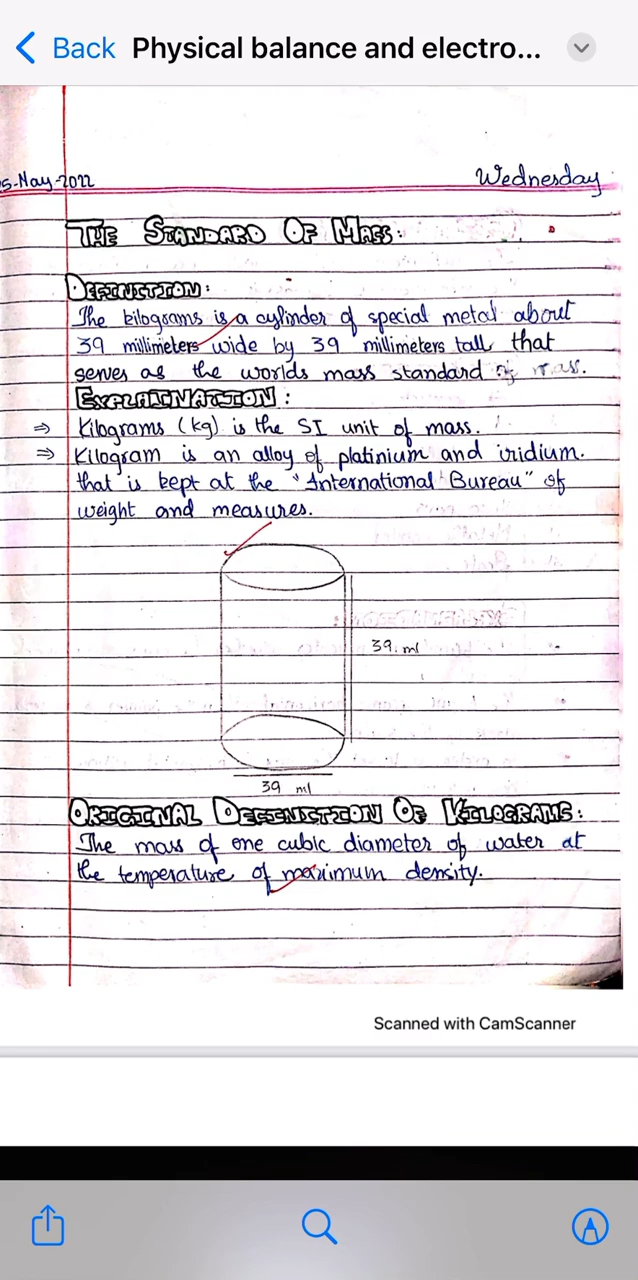 Back Physical balance and electro...
5-May-2022 Wednesday
THE STANDARD OF MASS:
DEFINITION:
The kilograms is a cylinder of special metal about
39 millimeters wide by 39 millimeters tall that
serves as the worlds mass standard of mass.
EXPLAINATION:
⇒ Kilograms (kg) is the SI unit of mass.
⇒ Kilogram is an alloy of platinium and iridium.
that is kept at the "International Bureau" of
weight and measures.
39. ml
39 ml
ORIGINAL DEFINITION OF KILOGRAMS:
The mass of one cubic diameter of water at
the temperature of maximum density.
Scanned with CamScanner